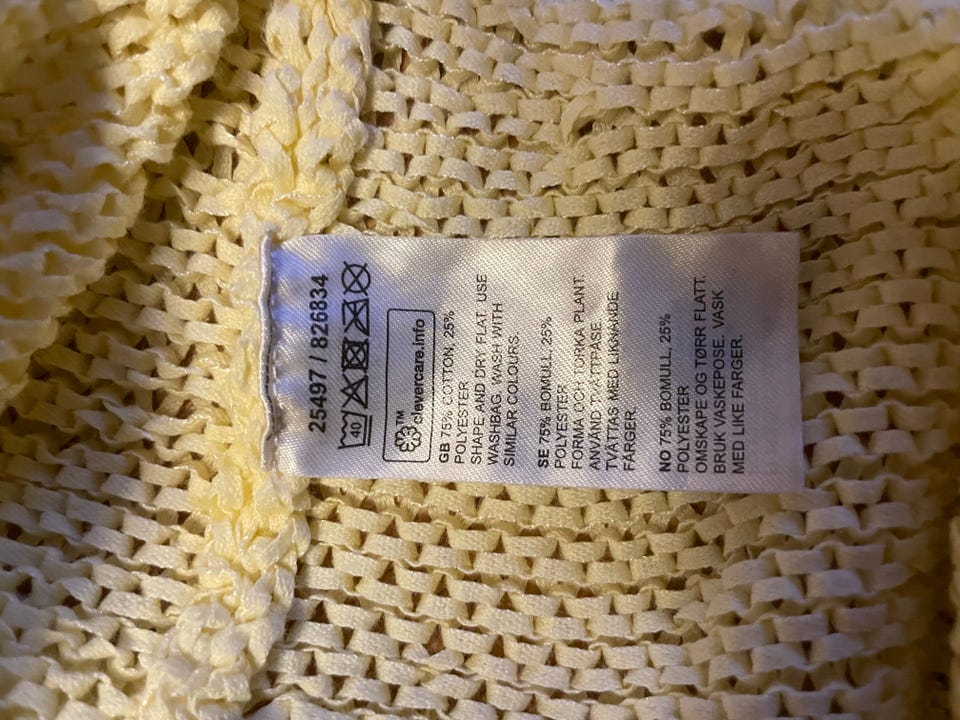 25497 / 826834
40
TM
clevercare.info
GB 75% COTTON, 25%
POLYESTER
SHAPE AND DRY FLAT. USE
WASHBAG. WASH WITH
SIMILAR COLOURS.
SE 75% BOMULL, 25%
POLYESTER
FORMA OCH TORKA PLANT.
ANVÄND TVÄTTPÅSE.
TVÄTTAS MED LIKNANDE
FÄRGER.
NO 75% BOMULL, 25%
POLYESTER
OMSKAPE OG TØRR FLATT.
BRUK VASKEPOSE. VASK
MED LIKE FARGER.